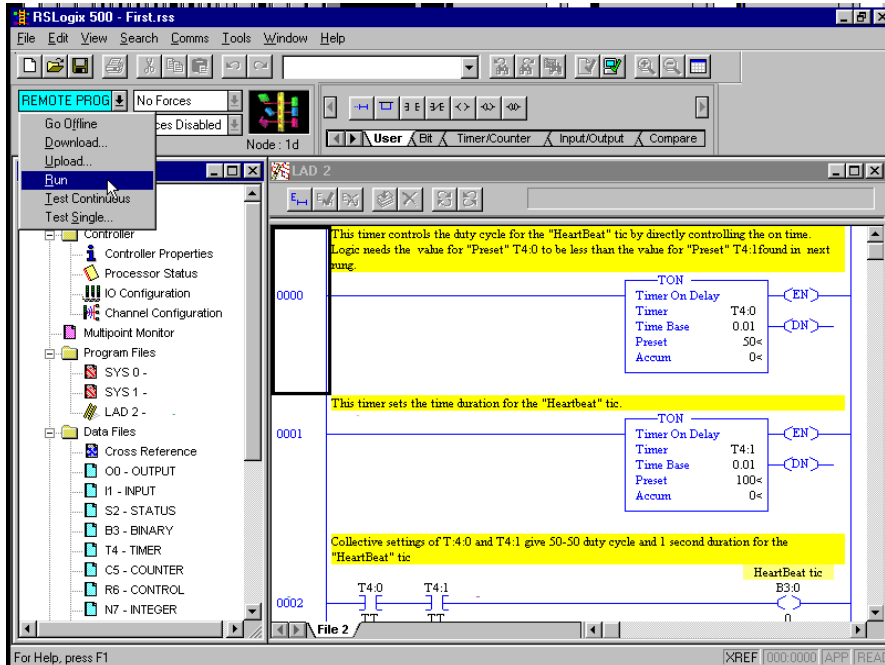 RSLogix 500 - First.rss
File Edit View Search Comms Tools Window Help
REMOTE PROG
No Forces
ces Disabled
Node : 1d
User Bit Timer/Counter Input/Output Compare
Go Offline
Download...
Upload...
Run
Test Continuous
Test Single...
Controller
Controller Properties
Processor Status
IO Configuration
Channel Configuration
Multipoint Monitor
Program Files
SYS 0 -
SYS 1 -
LAD 2 -
Data Files
Cross Reference
O0 - OUTPUT
I1 - INPUT
S2 - STATUS
B3 - BINARY
T4 - TIMER
C5 - COUNTER
R6 - CONTROL
N7 - INTEGER
LAD 2
This timer controls the duty cycle for the "HeartBeat" tic by directly controlling the on time.
Logic needs the value for "Preset" T4:0 to be less than the value for "Preset" T4:1found in next
rung.
0000
TON
Timer On Delay
Timer T4:0
Time Base 0.01
Preset 50<
Accum 0<
EN
DN
This timer sets the time duration for the "Heartbeat" tic.
0001
TON
Timer On Delay
Timer T4:1
Time Base 0.01
Preset 100<
Accum 0<
EN
DN
Collective settings of T:4:0 and T4:1 give 50-50 duty cycle and 1 second duration for the
"HeartBeat" tic
HeartBeat tic
0002
T4:0 T4:1 B3:0
TT TT 0
File 2
For Help, press F1
XREF 000:0000 APP READ